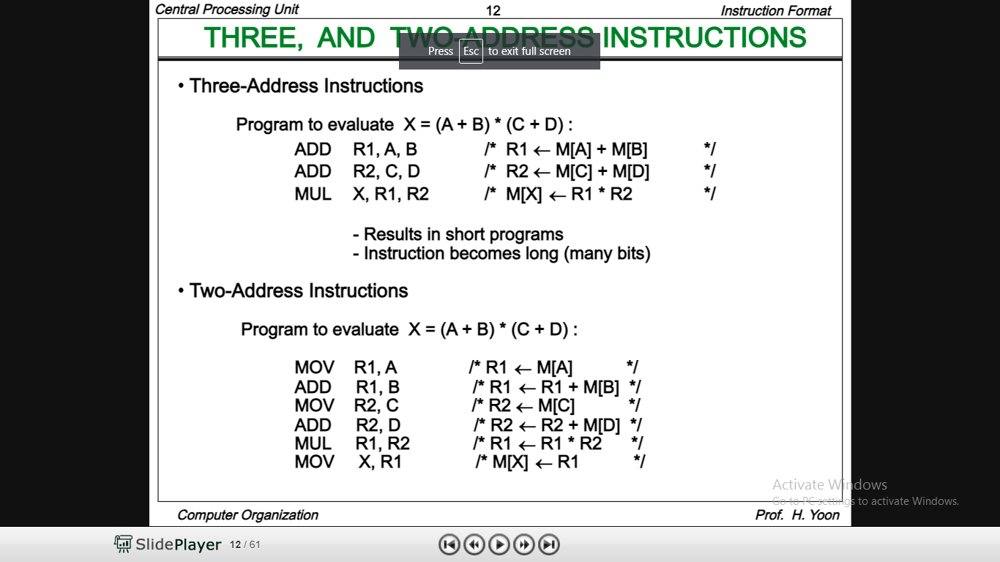 Central Processing Unit 12 Instruction Format
THREE, AND TWO-ADDRESS INSTRUCTIONS
Press Esc to exit full screen
• Three-Address Instructions
Program to evaluate X = (A + B) * (C + D) :
ADD R1, A, B /* R1 ← M[A] + M[B] */
ADD R2, C, D /* R2 ← M[C] + M[D] */
MUL X, R1, R2 /* M[X] ← R1 * R2 */
- Results in short programs
- Instruction becomes long (many bits)
• Two-Address Instructions
Program to evaluate X = (A + B) * (C + D) :
MOV R1, A /* R1 ← M[A] */
ADD R1, B /* R1 ← R1 + M[B] */
MOV R2, C /* R2 ← M[C] */
ADD R2, D /* R2 ← R2 + M[D] */
MUL R1, R2 /* R1 ← R1 * R2 */
MOV X, R1 /* M[X] ← R1 */
Activate Windows
Go to PC settings to activate Windows.
Computer Organization Prof. H. Yoon
SlidePlayer 12 / 61